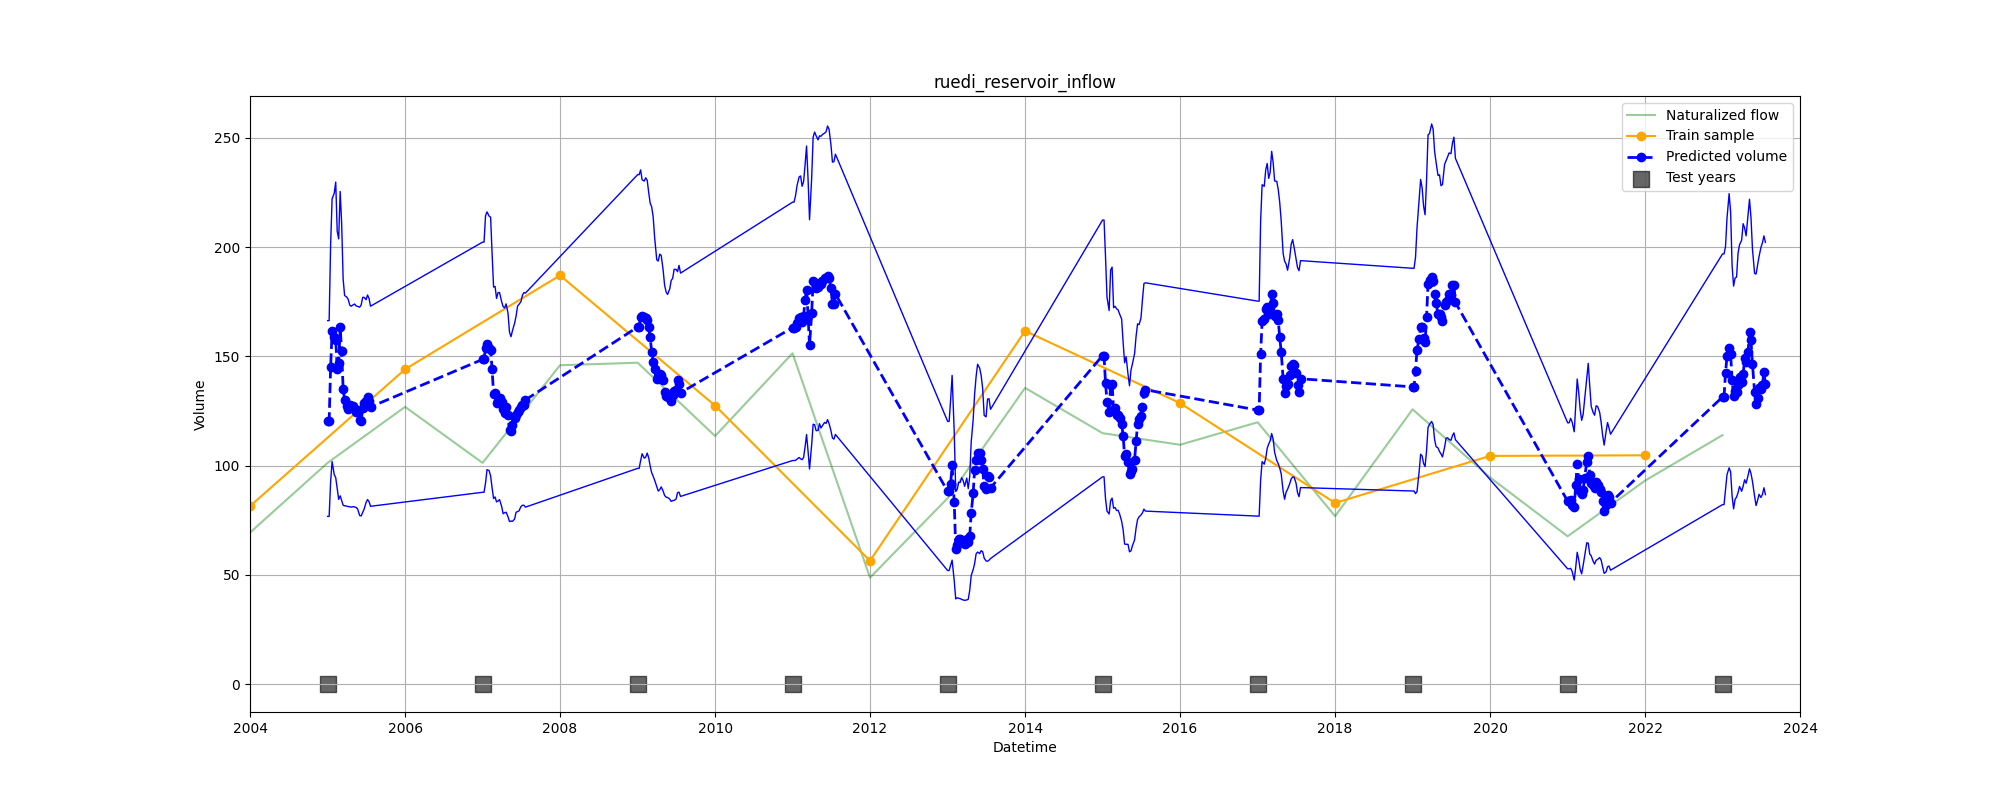 ruedi_reservoir_inflow
Naturalized flow
Train sample
Predicted volume
Test years
Volume
250
200
150
100
50
0
2004 2006 2008 2010 2012 2014 2016 2018 2020 2022 2024
Datetime